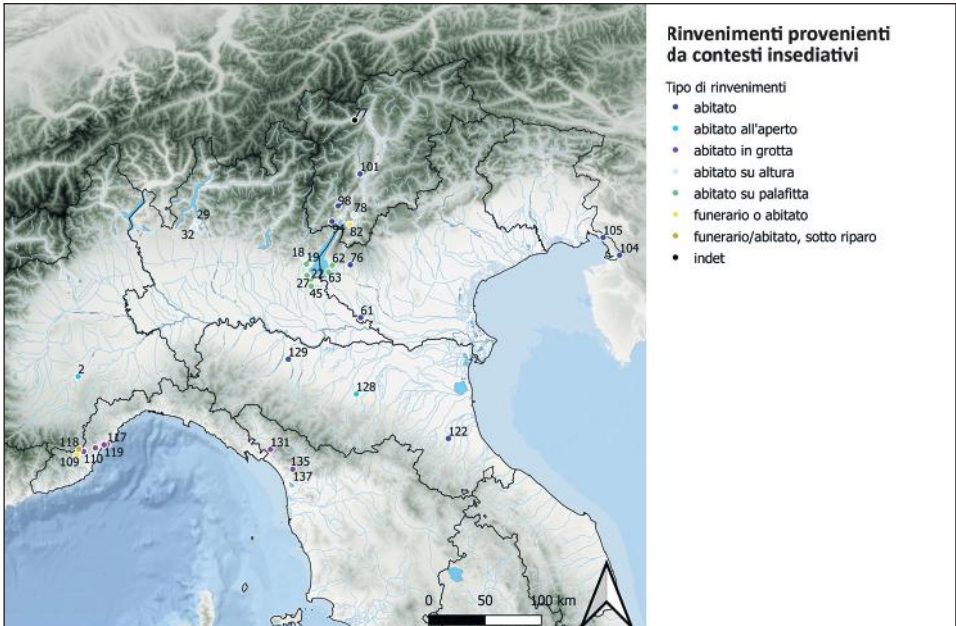 Rinvenimenti provenienti
da contesti insediativi
Tipo di rinvenimenti
abitato
abitato all'aperto
abitato in grotta
abitato su altura
abitato su palafitta
funerario o abitato
funerario/abitato, sotto riparo
indet
77
101
98 78
82
29
32
105
104
18 19 62 76
22 63
27
45
61
129
2
128
122
118 117
119
109 110
131
135
137
0 50 100 km